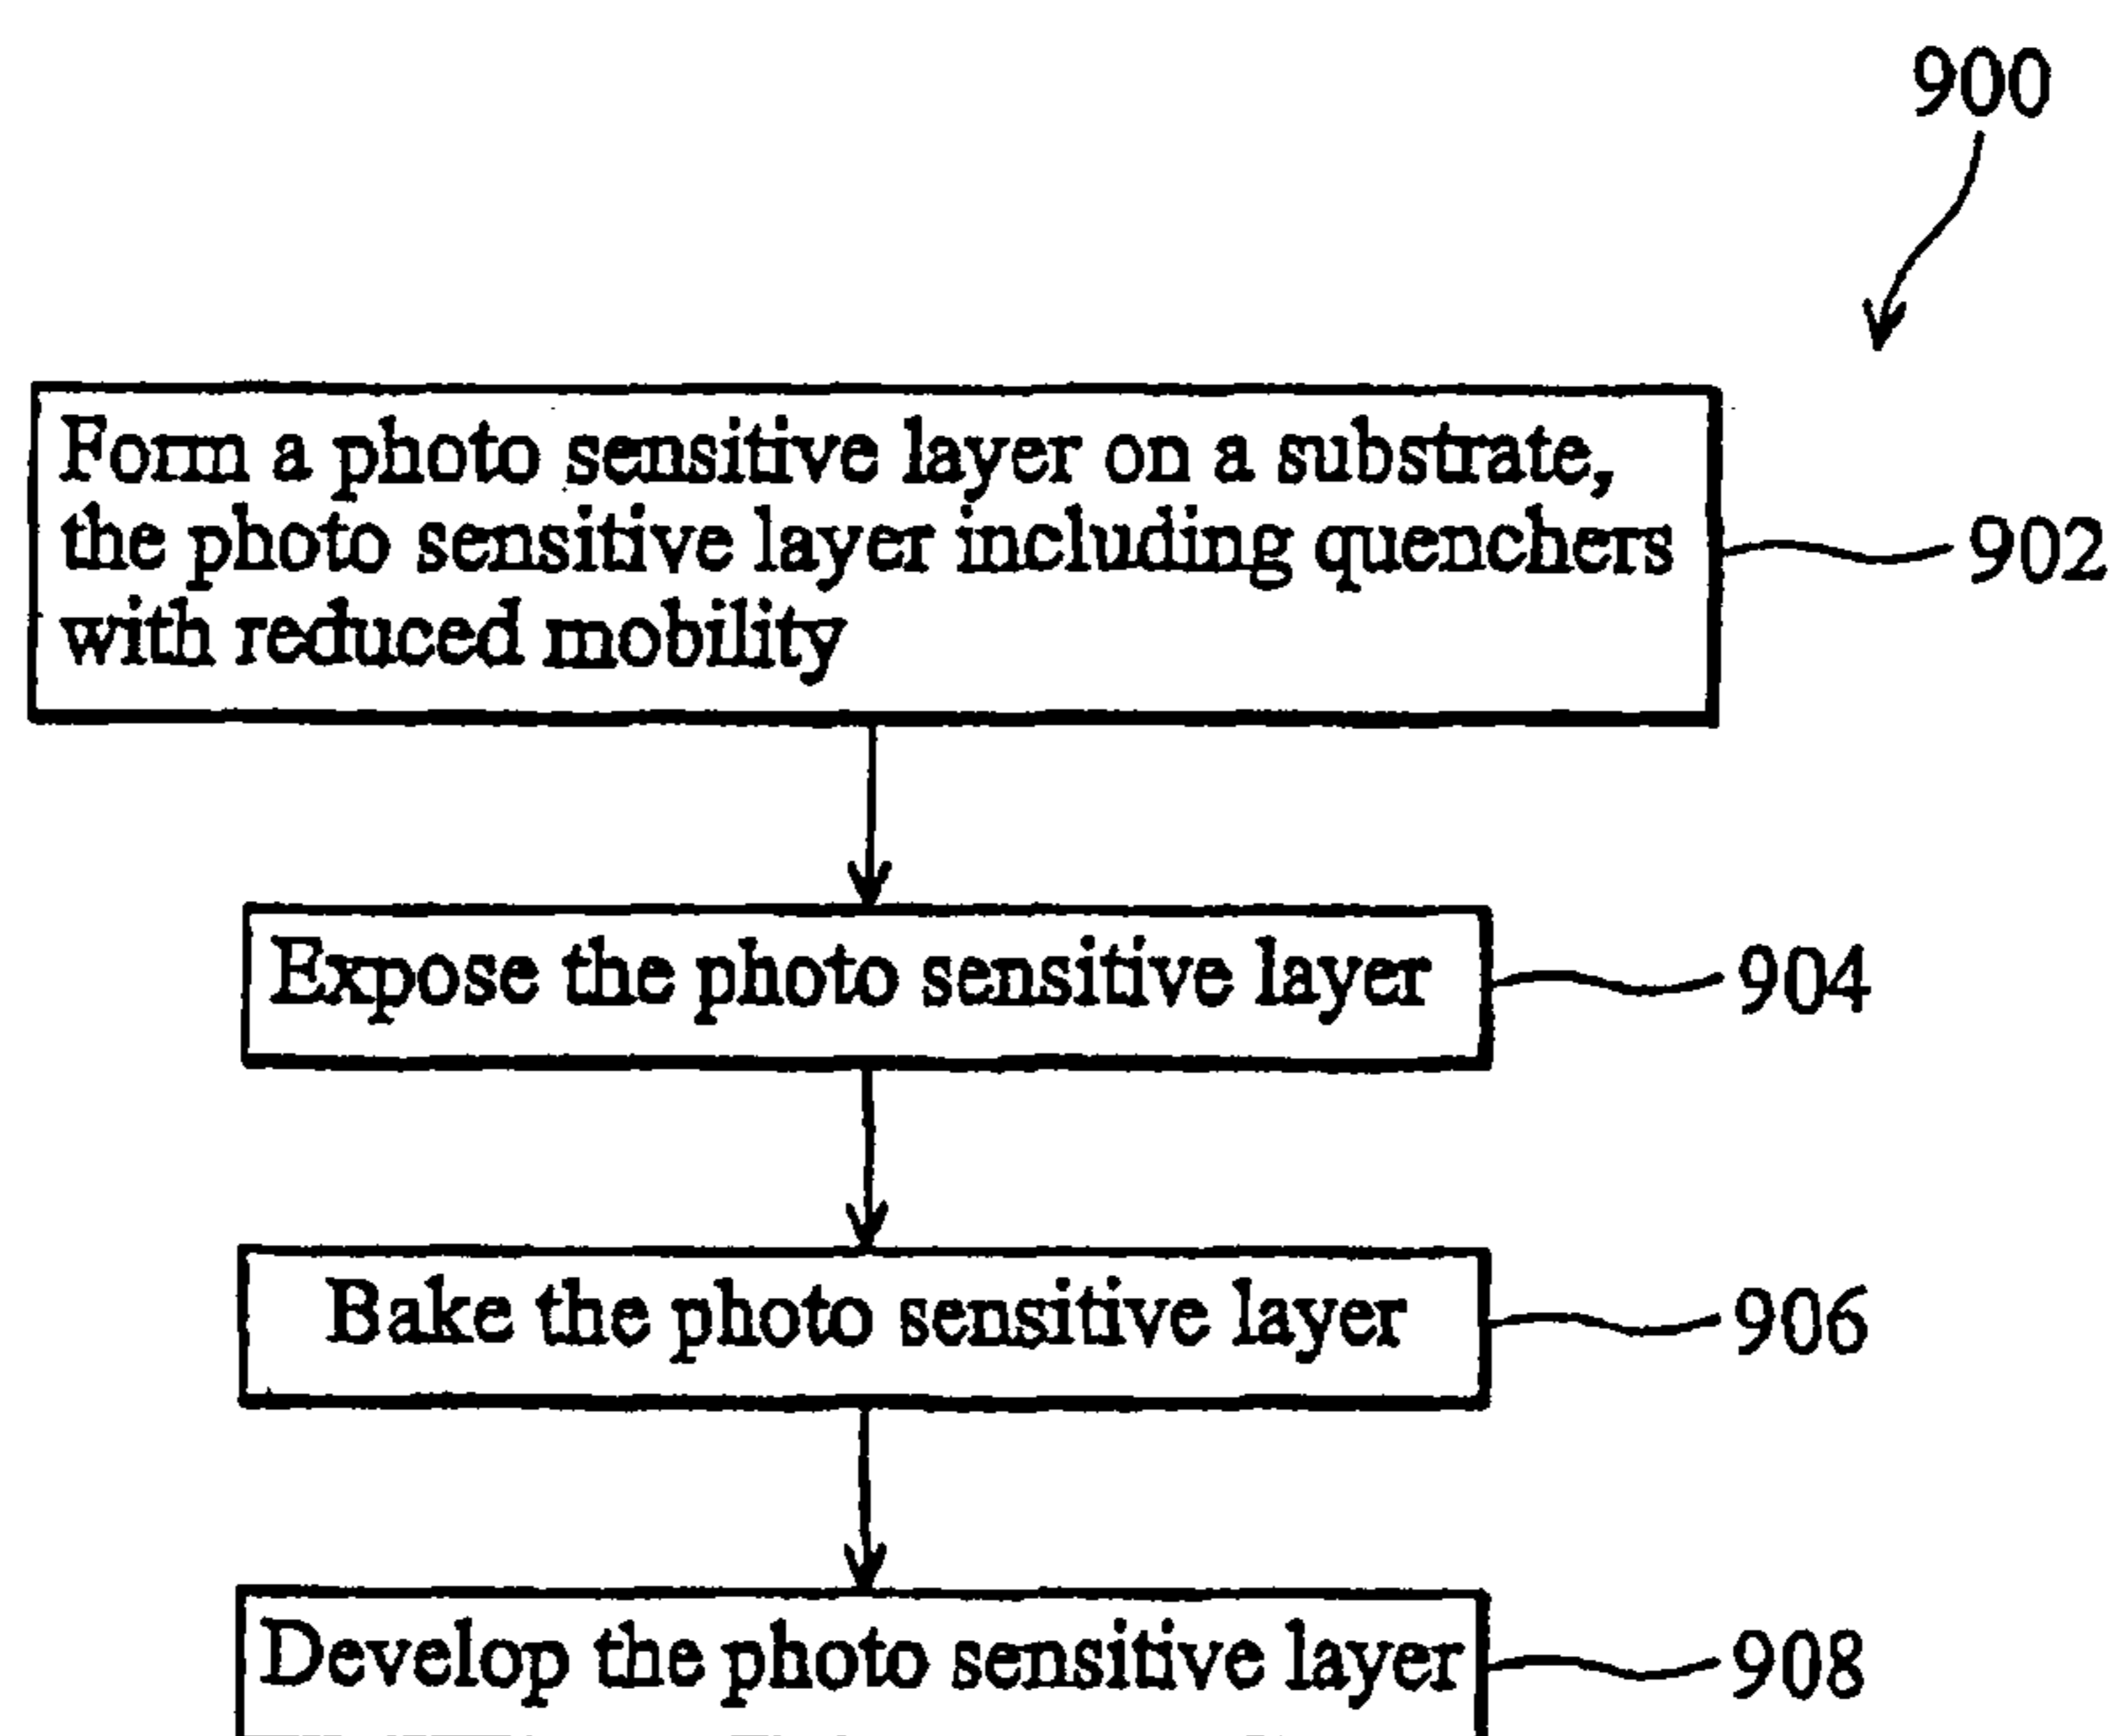 900
Form a photo sensitive layer on a substrate,
the photo sensitive layer including quenchers
with reduced mobility
902
Expose the photo sensitive layer
904
Bake the photo sensitive layer
906
Develop the photo sensitive layer
908